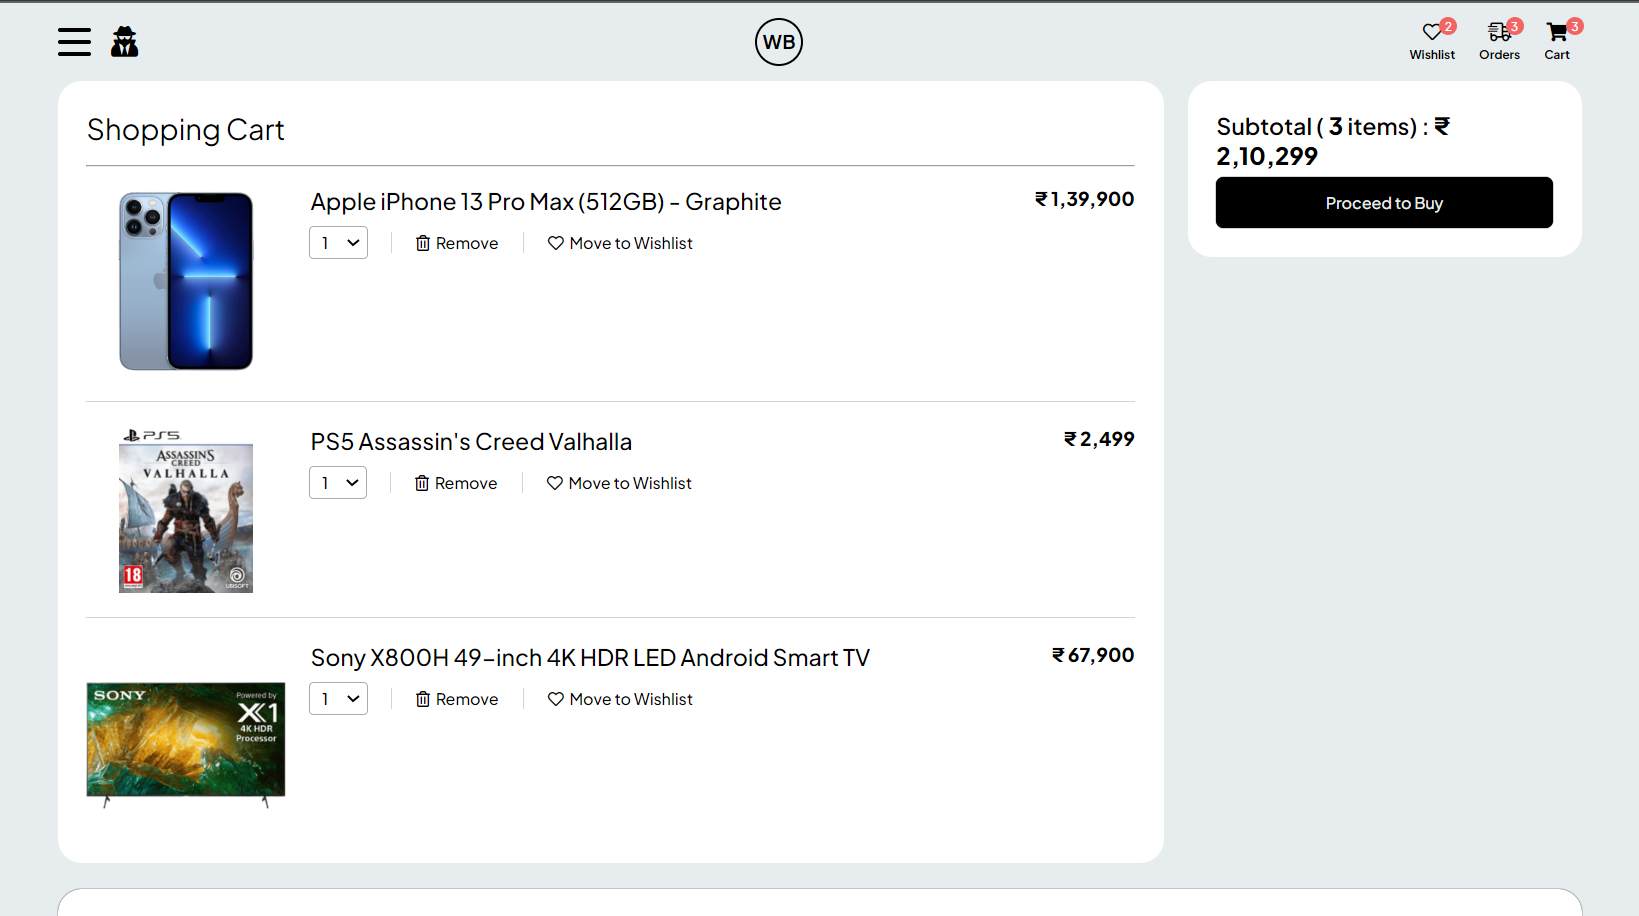 WB
2
3
3
Wishlist
Orders
Cart
Shopping Cart
Apple iPhone 13 Pro Max (512GB) - Graphite
₹ 1,39,900
1
Remove
Move to Wishlist
PS5
ASSASSIN'S
CREED
VALHALLA
18
UBISOFT
PS5 Assassin's Creed Valhalla
₹ 2,499
1
Remove
Move to Wishlist
SONY
Powered by
X1
4K HDR
Processor
Sony X800H 49-inch 4K HDR LED Android Smart TV
₹ 67,900
1
Remove
Move to Wishlist
Subtotal ( 3 items) : ₹
2,10,299
Proceed to Buy